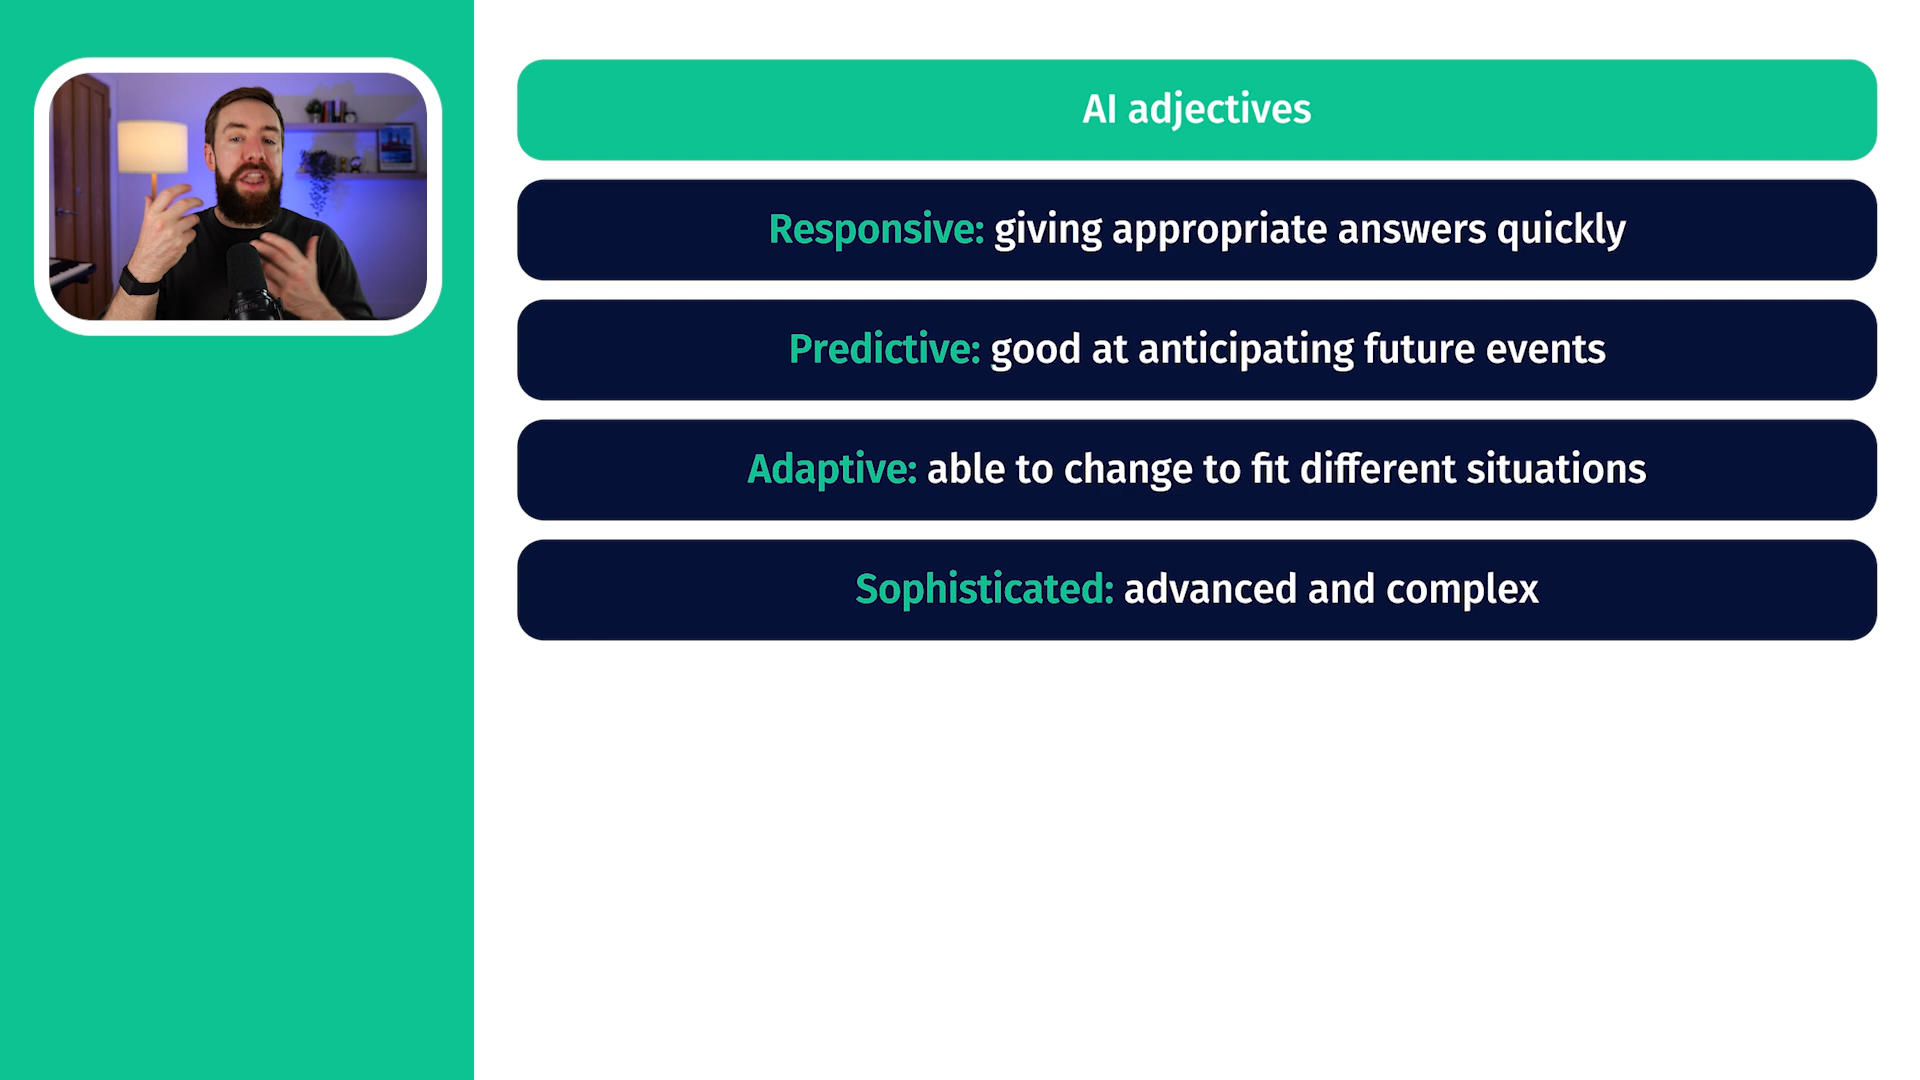 AI adjectives
Responsive: giving appropriate answers quickly
Predictive: good at anticipating future events
Adaptive: able to change to fit different situations
Sophisticated: advanced and complex